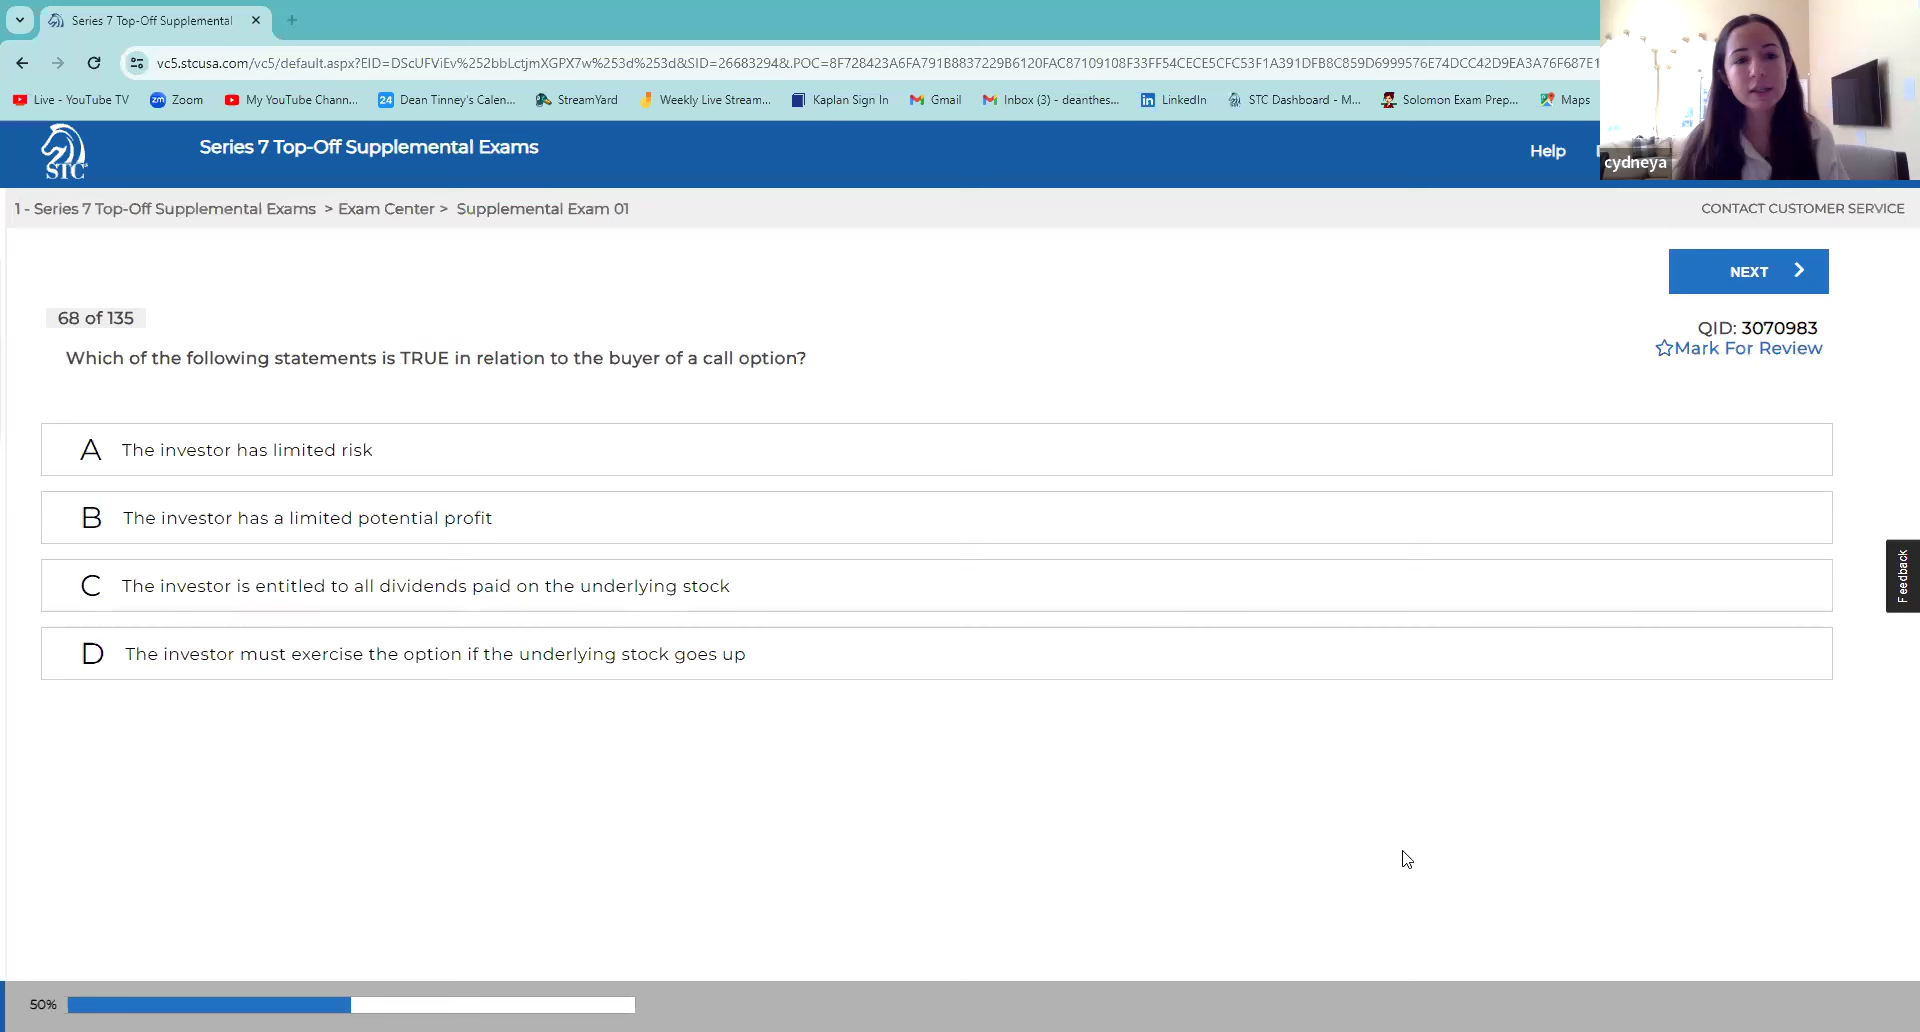 Series 7 Top-Off Supplemental
vc5.stcusa.com/vc5/default.aspx?EID=DScUFViEv%252bbLctjmXGPX7w%253d%253d&SID=26683294&.POC=8F728423A6FA791B8837229B6120FAC87109108F33FF54CECE5CFC53F1A391DFB8C859D6999576E74DCC42D9EA3A76F687E1
Live - YouTube TV
zm Zoom
My YouTube Chann...
24 Dean Tinney's Calen...
StreamYard
Weekly Live Stream...
Kaplan Sign In
Gmail
Inbox (3) - deanthes...
in LinkedIn
STC Dashboard - M...
Solomon Exam Prep...
Maps
STC
Series 7 Top-Off Supplemental Exams
Help
cydneya
1 - Series 7 Top-Off Supplemental Exams > Exam Center > Supplemental Exam 01
CONTACT CUSTOMER SERVICE
NEXT
68 of 135
QID: 3070983
Mark For Review
Which of the following statements is TRUE in relation to the buyer of a call option?
A The investor has limited risk
B The investor has a limited potential profit
C The investor is entitled to all dividends paid on the underlying stock
D The investor must exercise the option if the underlying stock goes up
Feedback
50%